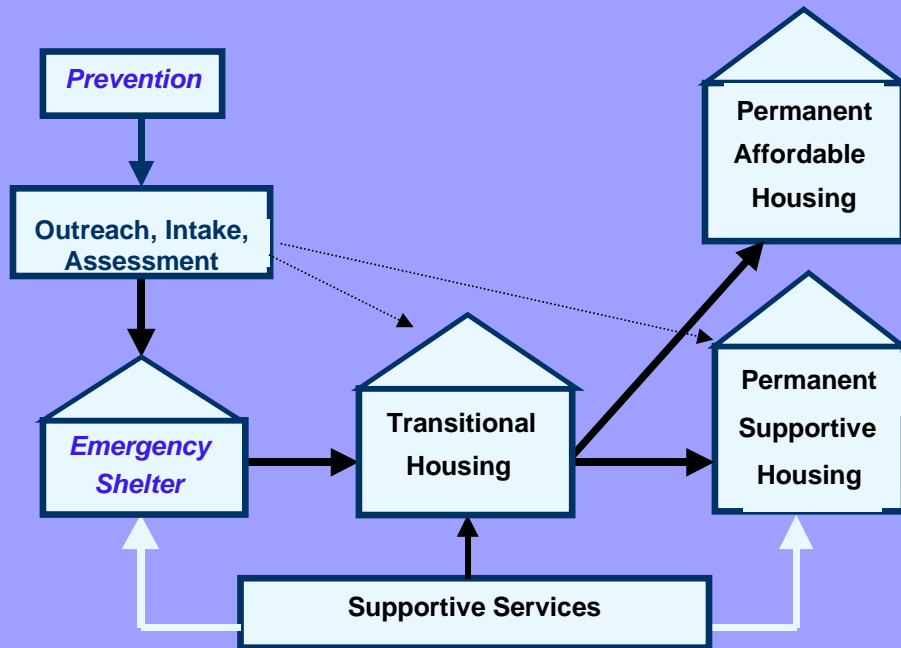 Prevention
Outreach, Intake,
Assessment
Emergency
Shelter
Transitional
Housing
Permanent
Affordable
Housing
Permanent
Supportive
Housing
Supportive Services